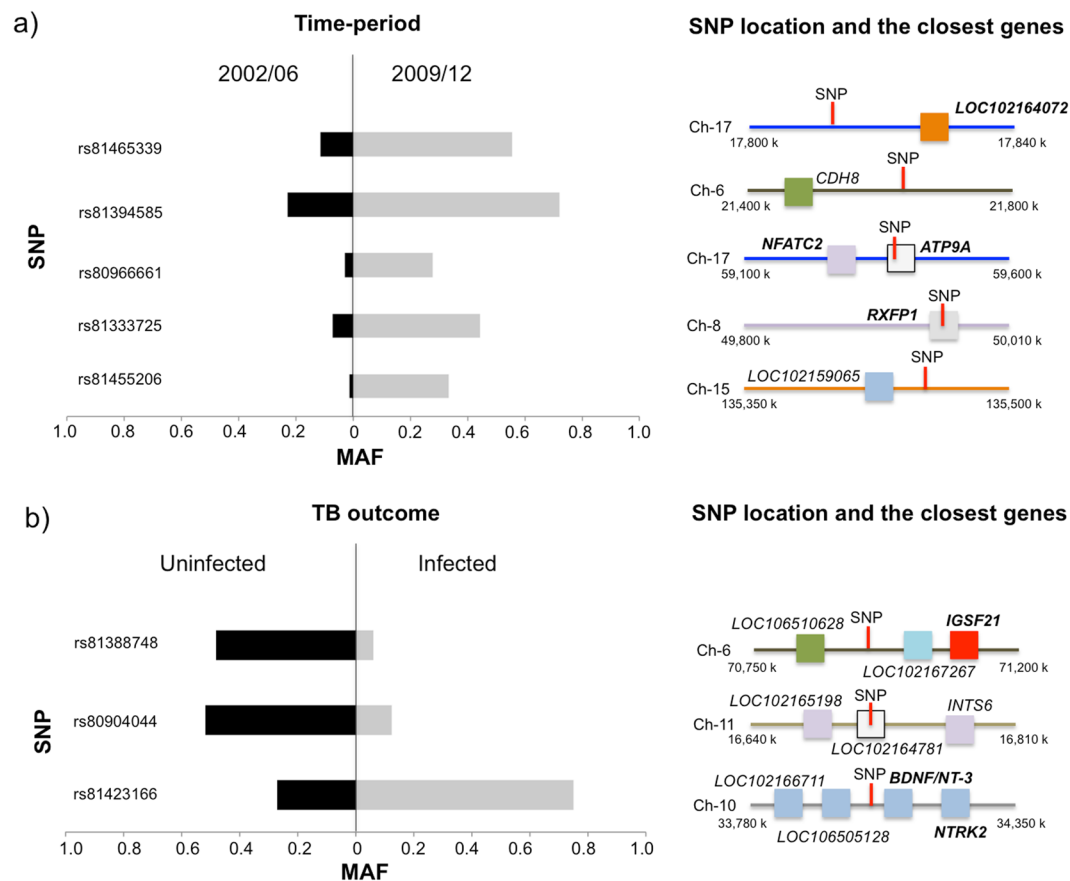 a)
Time-period
2002/06 2009/12
SNP
rs81465339
rs81394585
rs80966661
rs81333725
rs81455206
1.0 0.8 0.6 0.4 0.2 0 0.2 0.4 0.6 0.8 1.0
MAF
SNP location and the closest genes
SNP
LOC102164072
Ch-17
17,800 k 17,840 k
SNP
CDH8
Ch-6
21,400 k 21,800 k
SNP
NFATC2 ATP9A
Ch-17
59,100 k 59,600 k
SNP
RXFP1
Ch-8
49,800 k 50,010 k
SNP
LOC102159065
Ch-15
135,350 k 135,500 k
b)
TB outcome
Uninfected Infected
SNP
rs81388748
rs80904044
rs81423166
1.0 0.8 0.6 0.4 0.2 0 0.2 0.4 0.6 0.8 1.0
MAF
SNP location and the closest genes
LOC106510628 SNP IGSF21
Ch-6
LOC102167267
70,750 k 71,200 k
LOC102165198 SNP INTS6
Ch-11
16,640 k 16,810 k
LOC102164781
LOC102166711 SNP BDNF/NT-3
Ch-10
33,780 k 34,350 k
LOC106505128 NTRK2